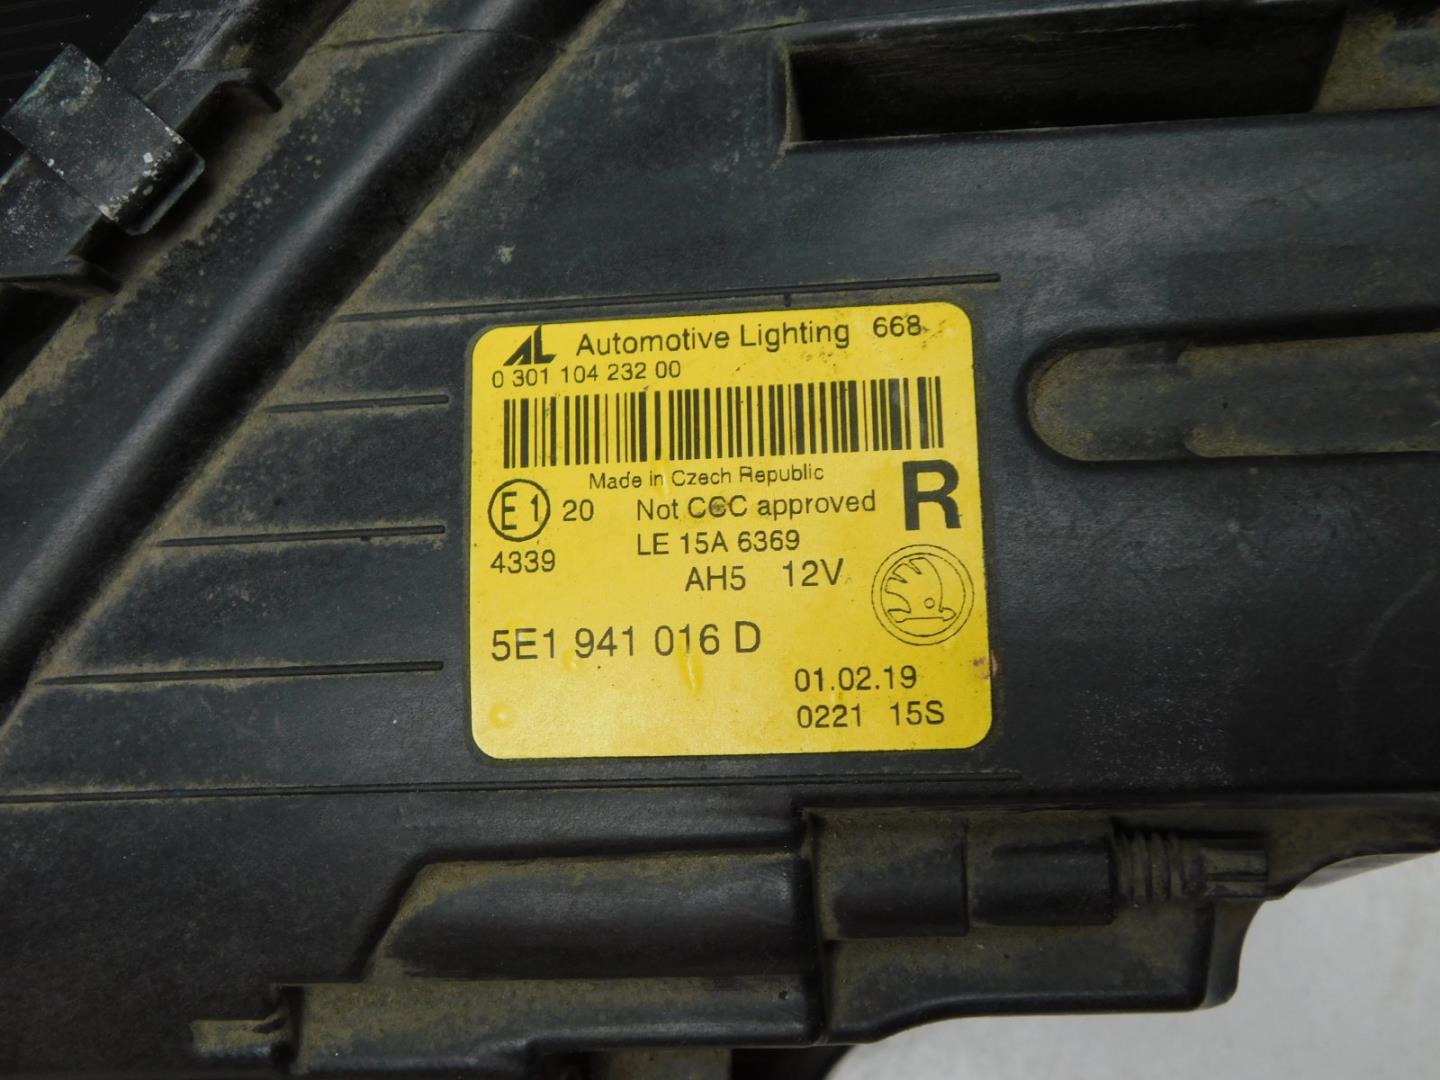 AL Automotive Lighting 668
0 301 104 232 00
Made in Czech Republic
E1 20 Not CCC approved R
4339 LE 15A 6369
AH5 12V
5E1 941 016 D
01.02.19
0221 15S